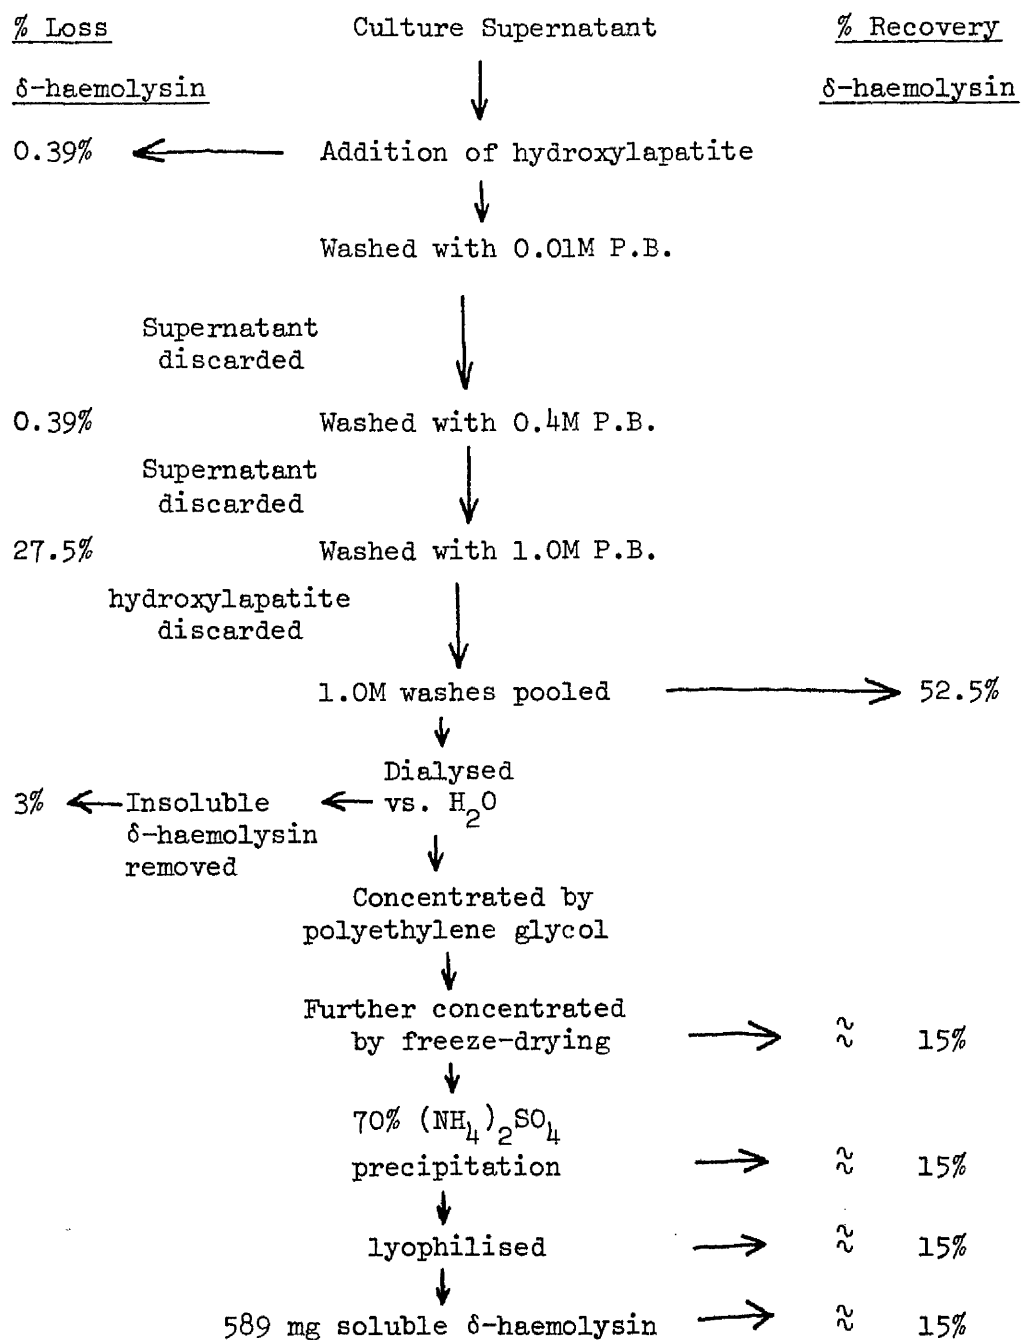 % Loss Culture Supernatant % Recovery
δ-haemolysin δ-haemolysin
0.39% Addition of hydroxylapatite
Washed with 0.01M P.B.
Supernatant
discarded
0.39% Washed with 0.4M P.B.
Supernatant
discarded
27.5% Washed with 1.0M P.B.
hydroxylapatite
discarded
1.0M washes pooled 52.5%
Dialysed
3% Insoluble vs. H2O
δ-haemolysin
removed
Concentrated by
polyethylene glycol
Further concentrated
by freeze-drying ≈ 15%
70% (NH4)2SO4
precipitation ≈ 15%
lyophilised ≈ 15%
589 mg soluble δ-haemolysin ≈ 15%